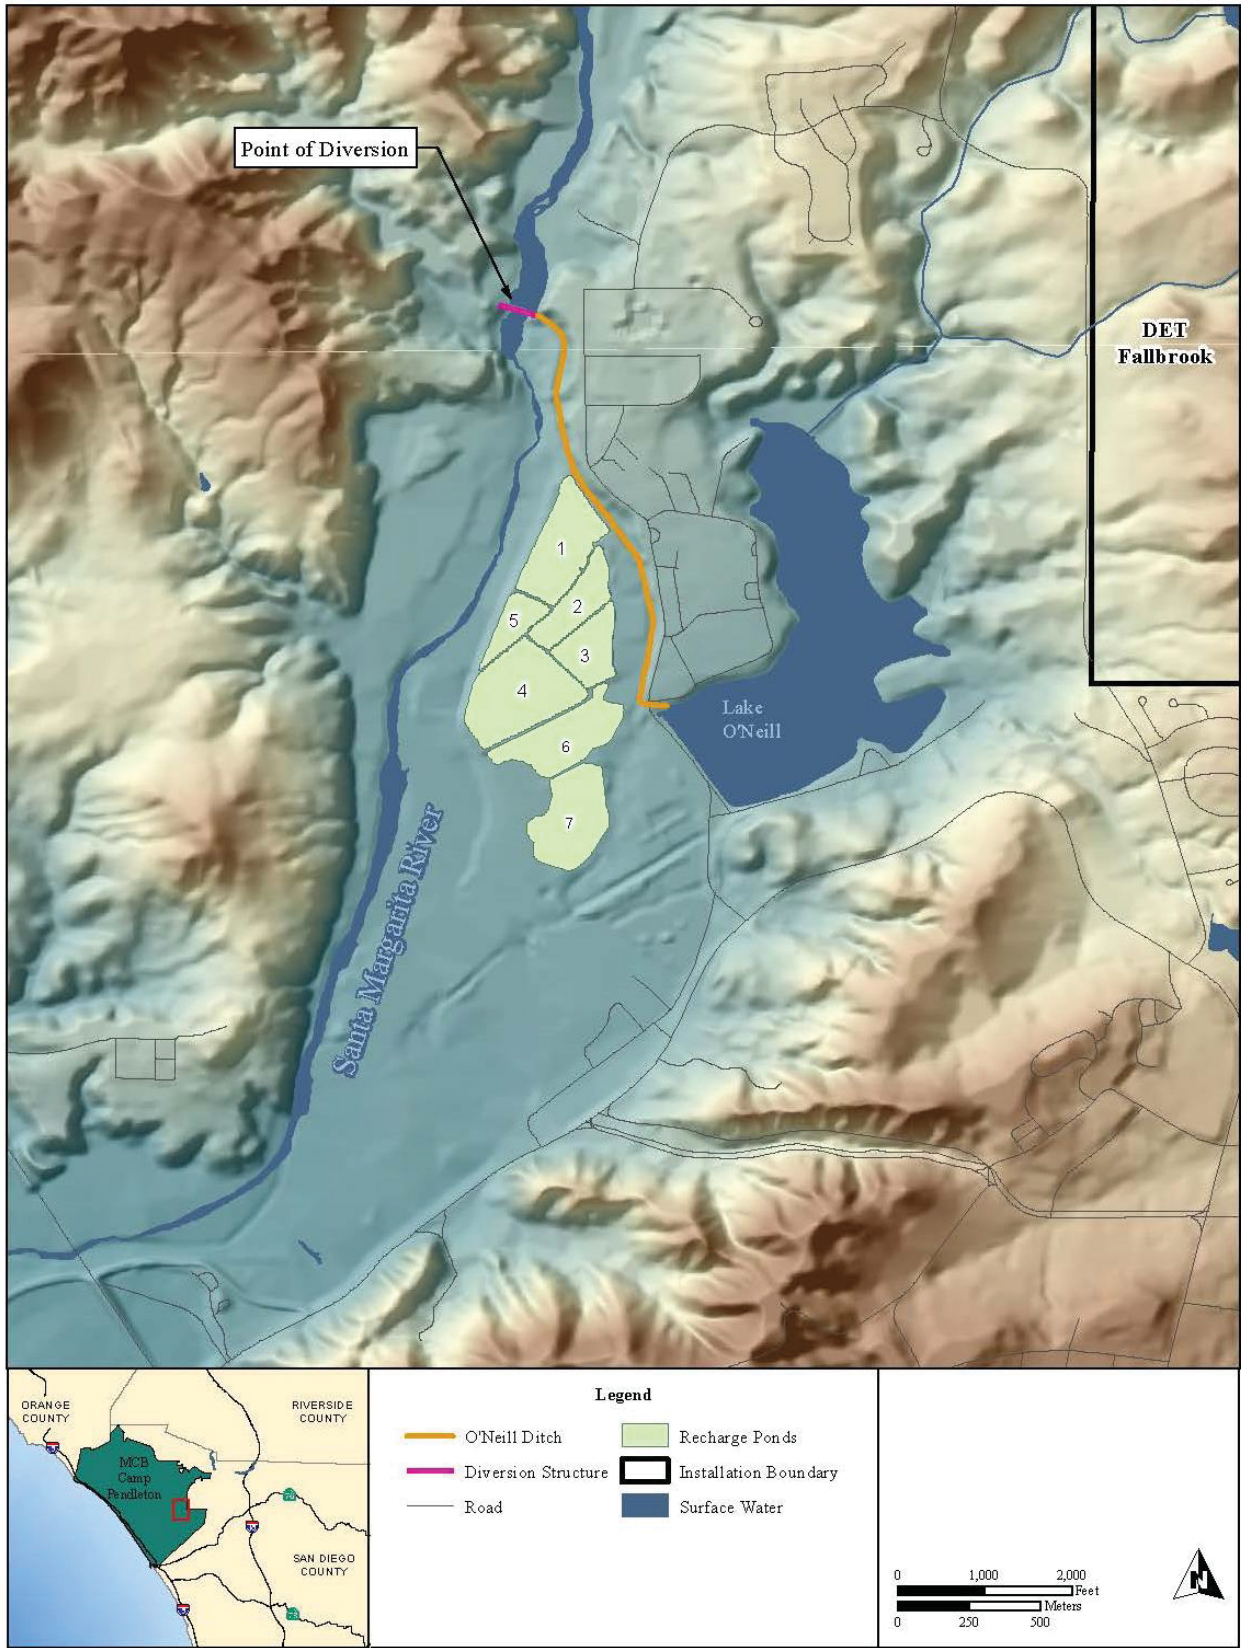 Point of Diversion
DET
Fallbrook
1
2
5
3
4
6
7
Lake
O'Neill
Santa Margarita River
ORANGE
COUNTY
RIVERSIDE
COUNTY
MCB
Camp
Pendleton
SAN DIEGO
COUNTY
Legend
O'Neill Ditch
Diversion Structure
Road
Recharge Ponds
Installation Boundary
Surface Water
0 1,000 2,000
Feet
Meters
0 250 500
N